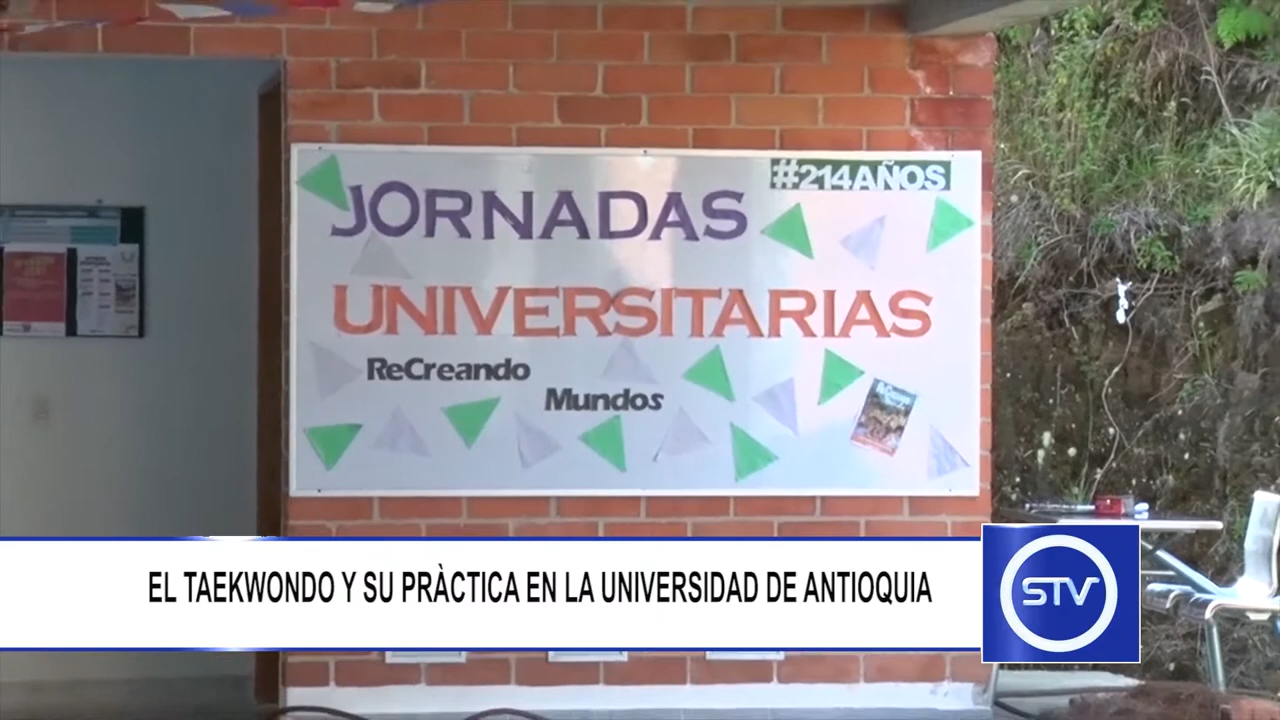 #214AÑOS
JORNADAS
UNIVERSITARIAS
ReCreando
Mundos
EL TAEKWONDO Y SU PRÀCTICA EN LA UNIVERSIDAD DE ANTIOQUIA
STV